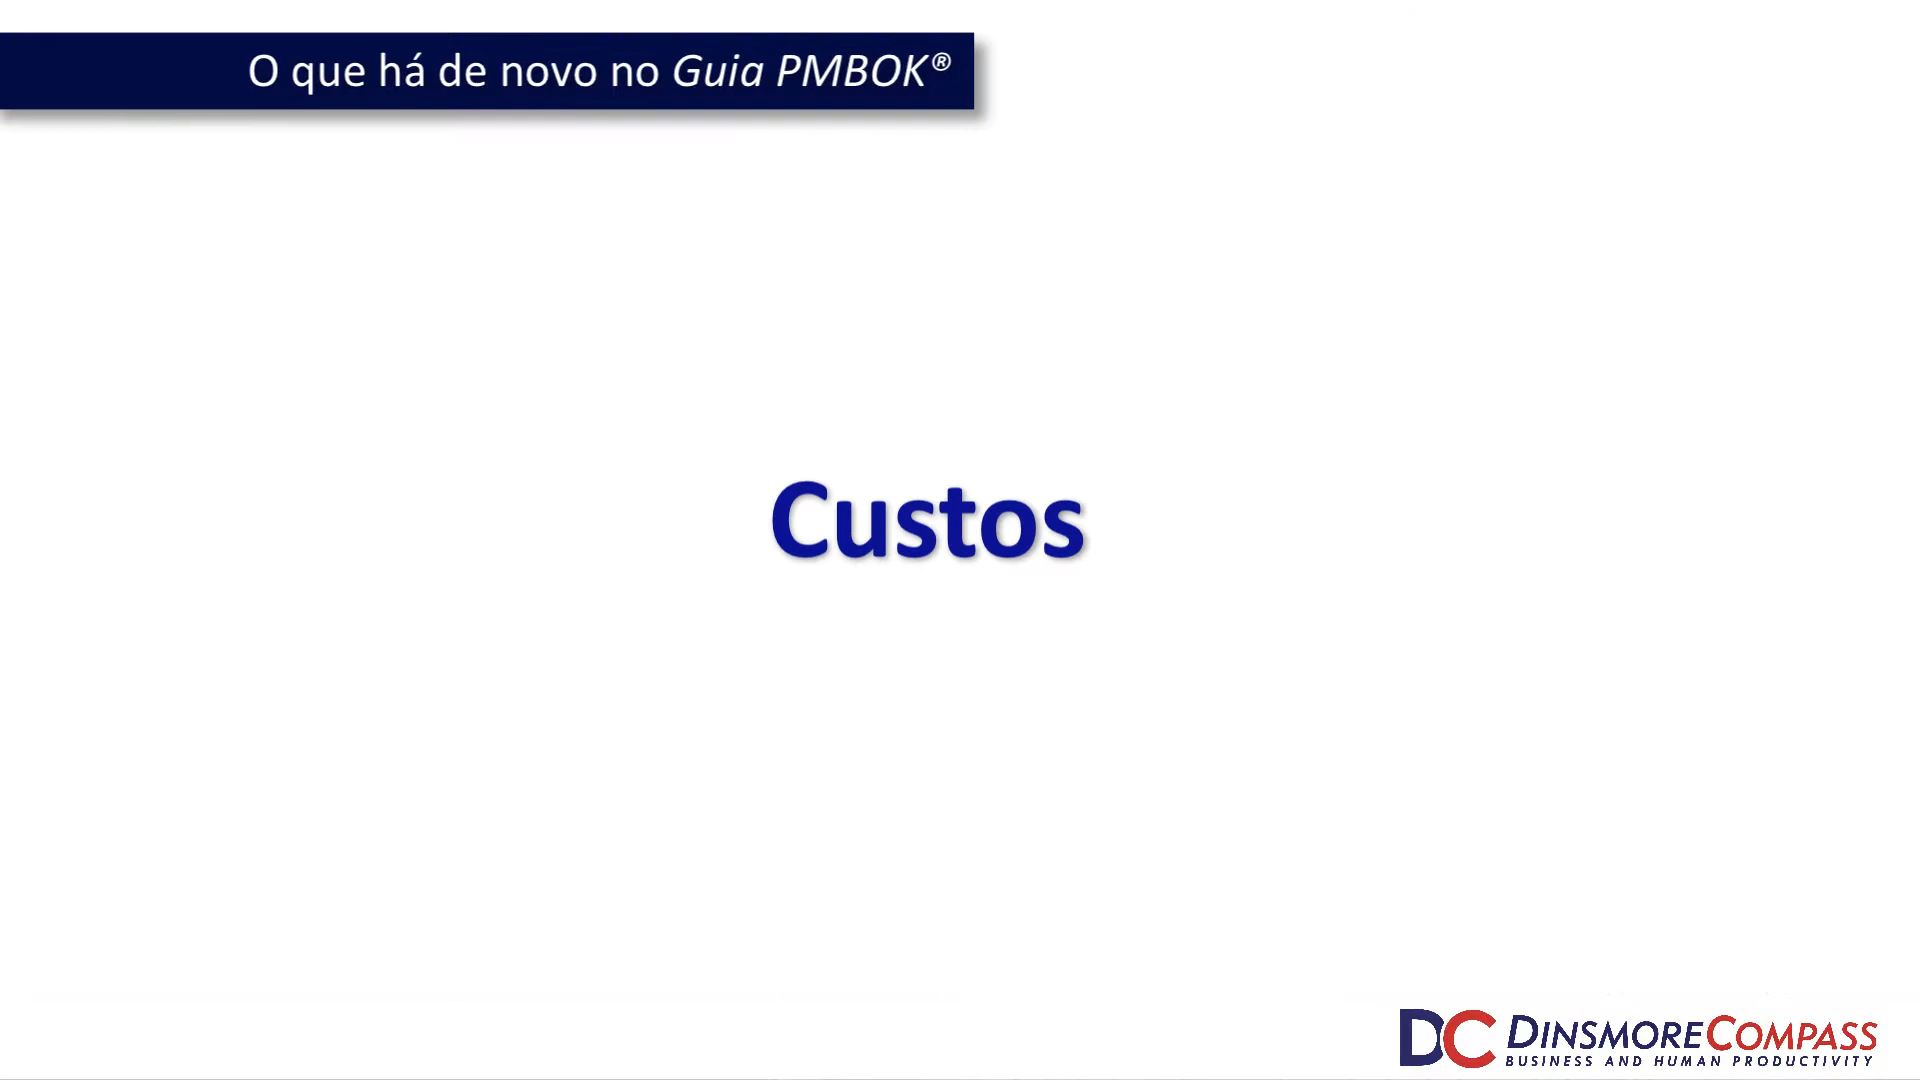 O que há de novo no Guia PMBOK®
Custos
DC DINSMORECOMPASS
BUSINESS AND HUMAN PRODUCTIVITY